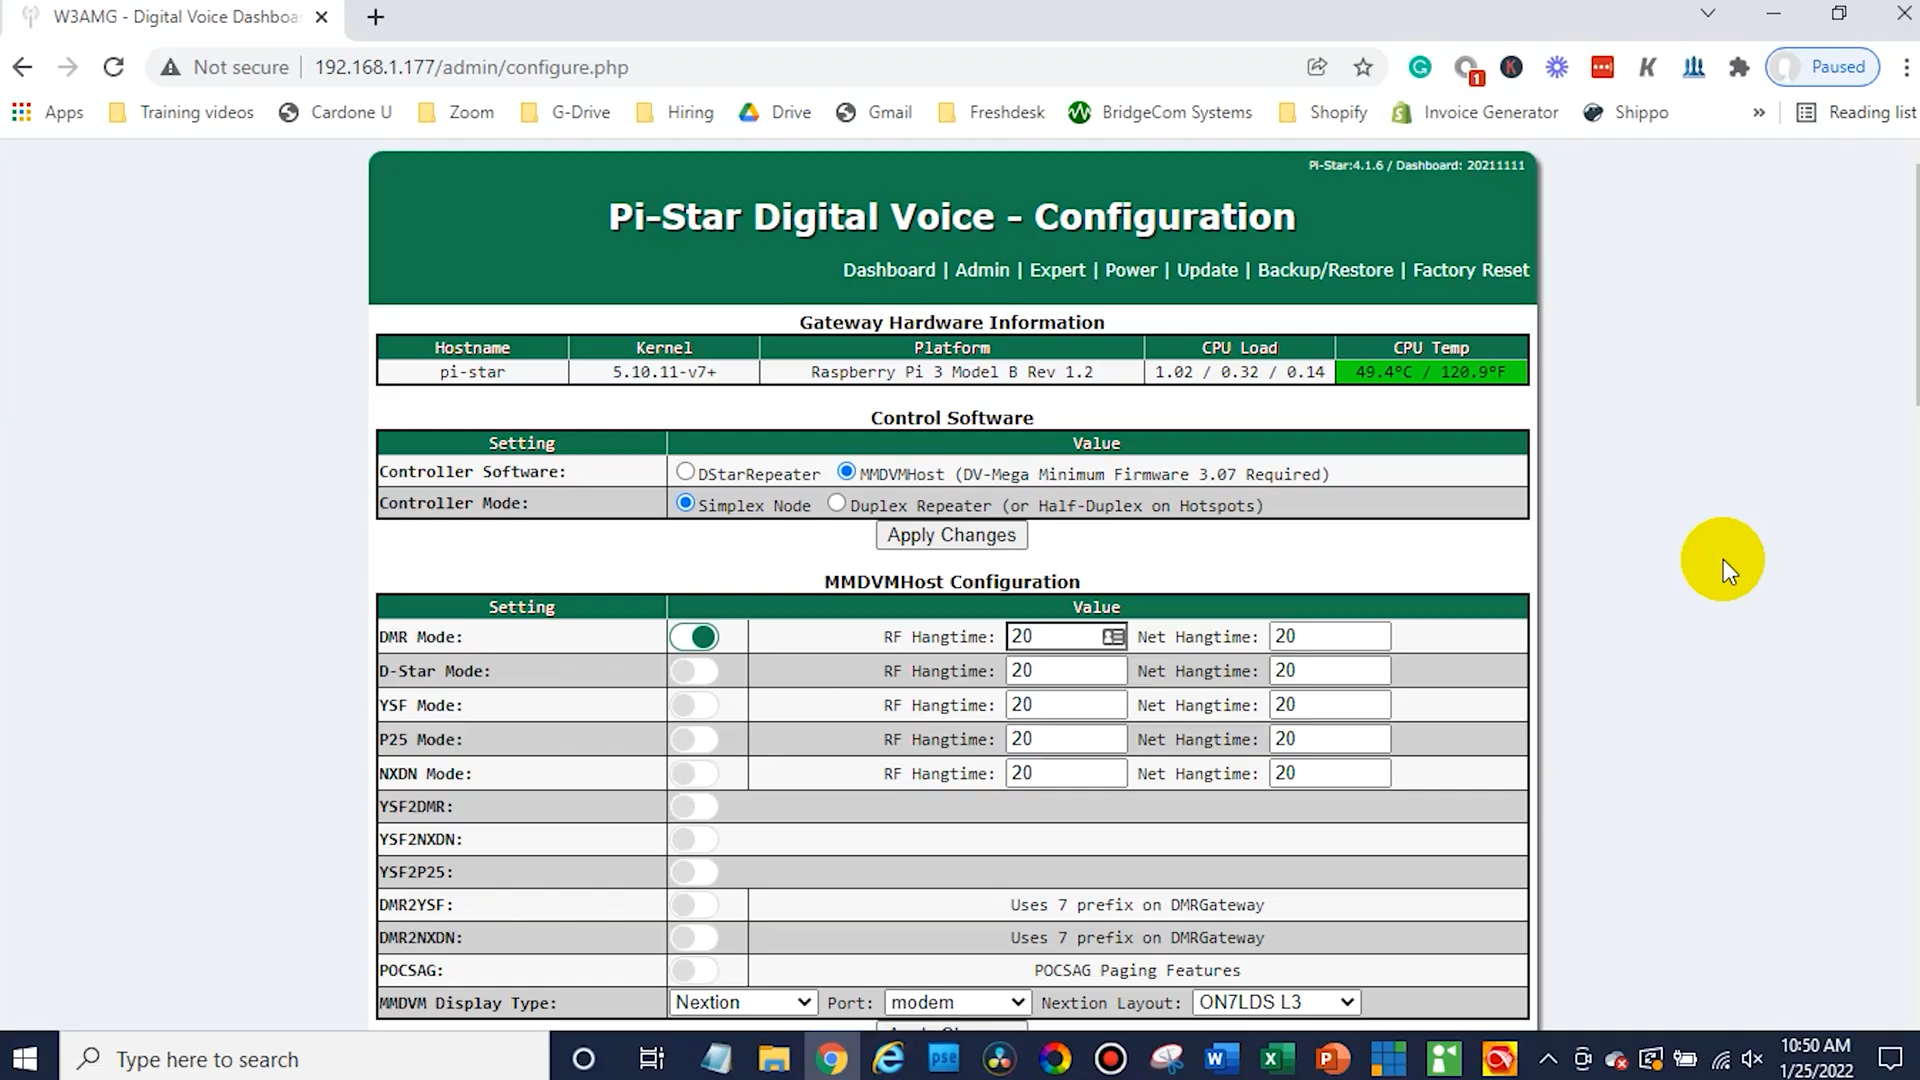 W3AMG - Digital Voice Dashboa
Not secure 192.168.1.177/admin/configure.php
1
K
Paused
Apps Training videos Cardone U Zoom G-Drive Hiring Drive Gmail Freshdesk BridgeCom Systems Shopify Invoice Generator Shippo » Reading list
Pi-Star:4.1.6 / Dashboard: 20211111
Pi-Star Digital Voice - Configuration
Dashboard | Admin | Expert | Power | Update | Backup/Restore | Factory Reset
Gateway Hardware Information
Hostname Kernel Platform CPU Load CPU Temp
pi-star 5.10.11-v7+ Raspberry Pi 3 Model B Rev 1.2 1.02 / 0.32 / 0.14 49.4°C / 120.9°F
Control Software
Setting Value
Controller Software: DStarRepeater MMDVMHost (DV-Mega Minimum Firmware 3.07 Required)
Controller Mode: Simplex Node Duplex Repeater (or Half-Duplex on Hotspots)
Apply Changes
MMDVMHost Configuration
Setting Value
DMR Mode: RF Hangtime: 20 Net Hangtime: 20
D-Star Mode: RF Hangtime: 20 Net Hangtime: 20
YSF Mode: RF Hangtime: 20 Net Hangtime: 20
P25 Mode: RF Hangtime: 20 Net Hangtime: 20
NXDN Mode: RF Hangtime: 20 Net Hangtime: 20
YSF2DMR:
YSF2NXDN:
YSF2P25:
DMR2YSF: Uses 7 prefix on DMRGateway
DMR2NXDN: Uses 7 prefix on DMRGateway
POCSAG: POCSAG Paging Features
MMDVM Display Type: Nextion Port: modem Nextion Layout: ON7LDS L3
Type here to search
pse
10:50 AM
1/25/2022